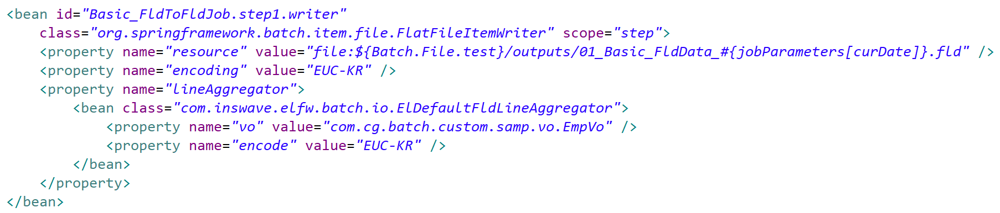 <bean id="Basic_FldToFldJob.step1.writer"
class="org.springframework.batch.item.file.FlatFileItemWriter" scope="step">
<property name="resource" value="file:${Batch.File.test}/outputs/01_Basic_FldData_#{jobParameters[curDate]}.fld" />
<property name="encoding" value="EUC-KR" />
<property name="lineAggregator">
<bean class="com.inswave.elfw.batch.io.ElDefaultFldLineAggregator">
<property name="vo" value="com.cg.batch.custom.samp.vo.EmpVo" />
<property name="encode" value="EUC-KR" />
</bean>
</property>
</bean>